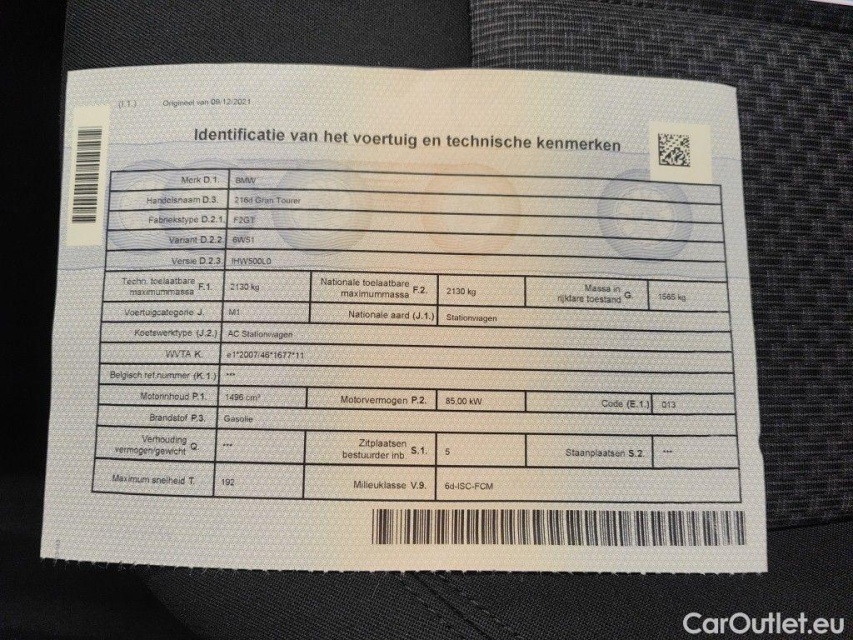 (I.1.) Origineel van 09/12/2021
Identificatie van het voertuig en technische kenmerken
Merk D.1. BMW
Handelsnaam D.3. 216d Gran Tourer
Fabriekstype D.2.1. F2GT
Variant D.2.2. 6W51
Versie D.2.3. IHW500L0
Techn. toelaatbare maximummassa F.1. 2130 kg Nationale toelaatbare maximummassa F.2. 2130 kg Massa in rijklare toestand G. 1565 kg
Voertuigcategorie J. M1 Nationale aard (J.1.) Stationwagen
Koetswerktype (J.2.) AC Stationwagen
WVTA K. e1*2007/46*1677*11
Belgisch ref.nummer (K.1.) ***
Motorinhoud P.1. 1496 cm³ Motorvermogen P.2. 85,00 kW Code (E.1.) 013
Brandstof P.3. Gasolie
Verhouding vermogen/gewicht Q. *** Zitplaatsen bestuurder inb. S.1. 5 Staanplaatsen S.2. ***
Maximum snelheid T. 192 Milieuklasse V.9. 6d-ISC-FCM
CarOutlet.eu